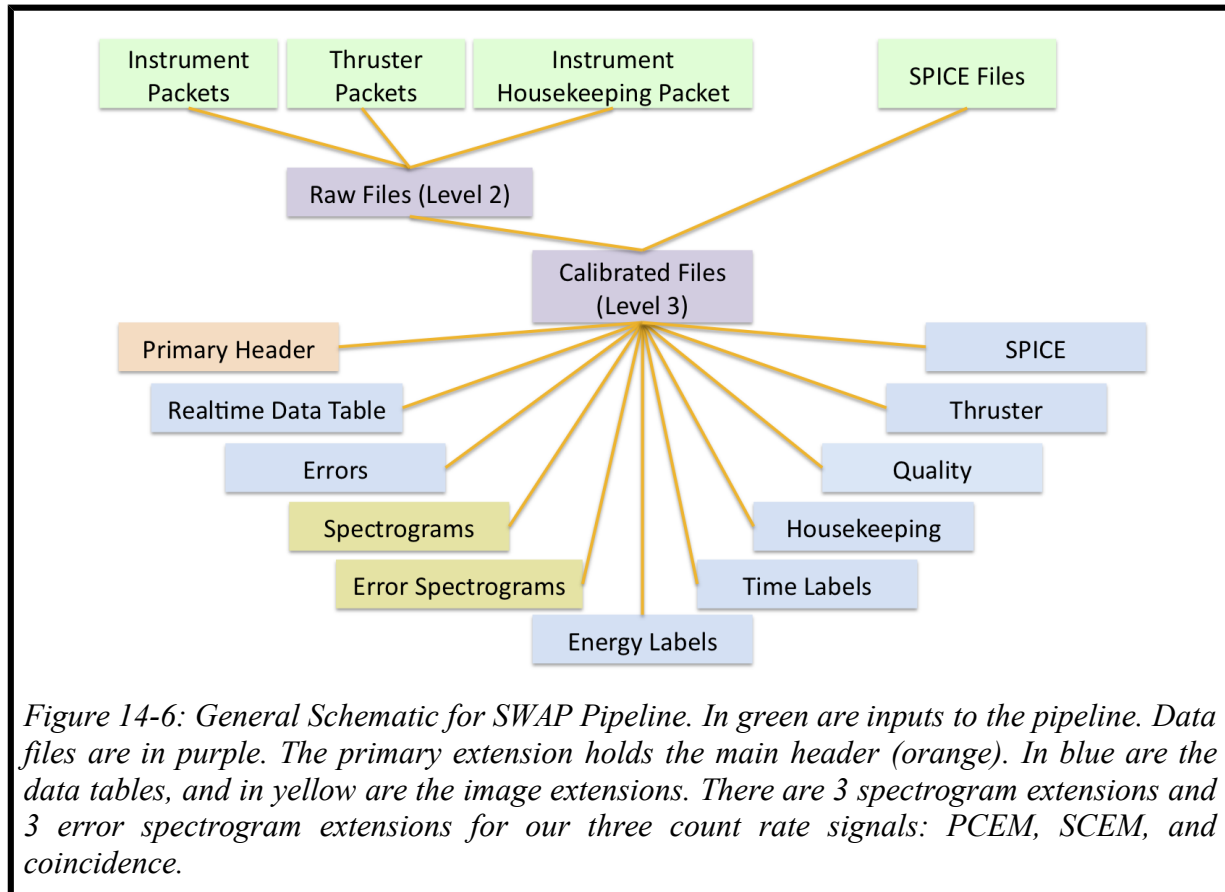 Instrument
Packets
Thruster
Packets
Instrument
Housekeeping Packet
SPICE Files
Raw Files (Level 2)
Calibrated Files
(Level 3)
Primary Header
SPICE
Realtime Data Table
Thruster
Errors
Quality
Spectrograms
Housekeeping
Error Spectrograms
Time Labels
Energy Labels
Figure 14-6: General Schematic for SWAP Pipeline. In green are inputs to the pipeline. Data
files are in purple. The primary extension holds the main header (orange). In blue are the
data tables, and in yellow are the image extensions. There are 3 spectrogram extensions and
3 error spectrogram extensions for our three count rate signals: PCEM, SCEM, and
coincidence.